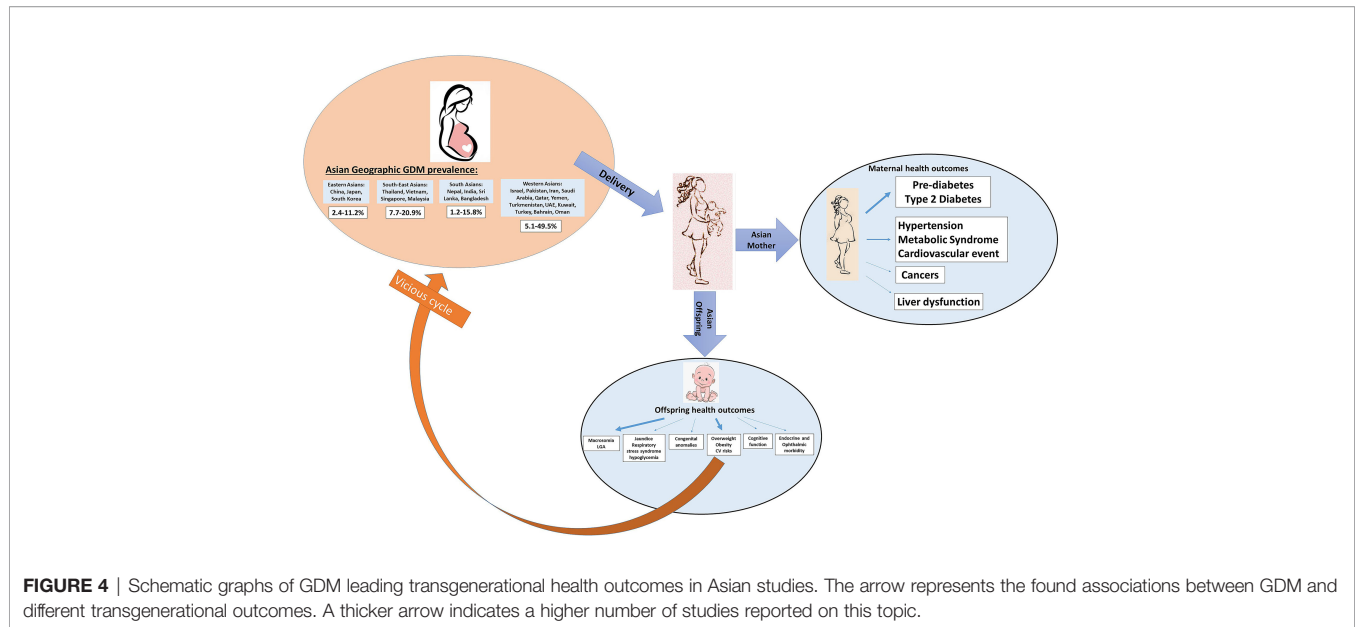 Asian Geographic GDM prevalence:
Eastern Asians:
China, Japan,
South Korea
2.4-11.2%
South-East Asians:
Thailand, Vietnam,
Singapore, Malaysia
7.7-20.9%
South Asians:
Nepal, India, Sri
Lanka, Bangladesh
1.2-15.8%
Western Asians:
Israel, Pakistan, Iran, Saudi
Arabia, Qatar, Yemen,
Turkmenistan, UAE, Kuwait,
Turkey, Bahrain, Oman
5.1-49.5%
Delivery
Asian
Mother
Maternal health outcomes
Pre-diabetes
Type 2 Diabetes
Hypertension
Metabolic Syndrome
Cardiovascular event
Cancers
Liver dysfunction
Asian
Offspring
Vicious cycle
Offspring health outcomes
Macrosomia
LGA
Jaundice
Respiratory
stress syndrome
hypoglycemia
Congenital
anomalies
Overweight
Obesity
CV risks
Cognitive
function
Endocrine and
Ophthalmic
morbidity
FIGURE 4 | Schematic graphs of GDM leading transgenerational health outcomes in Asian studies. The arrow represents the found associations between GDM and
different transgenerational outcomes. A thicker arrow indicates a higher number of studies reported on this topic.